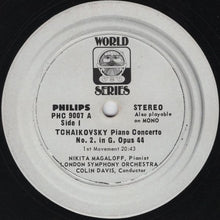 WORLD
SERIES
PHILIPS
STEREO
PHC 9007 A
Side I
Also playable
on MONO
TCHAIKOVSKY Piano Concerto
No. 2, in G, Opus 44
1st Movement 20:43
NIKITA MAGALOFF, Pianist
LONDON SYMPHONY ORCHESTRA
COLIN DAVIS, Conductor